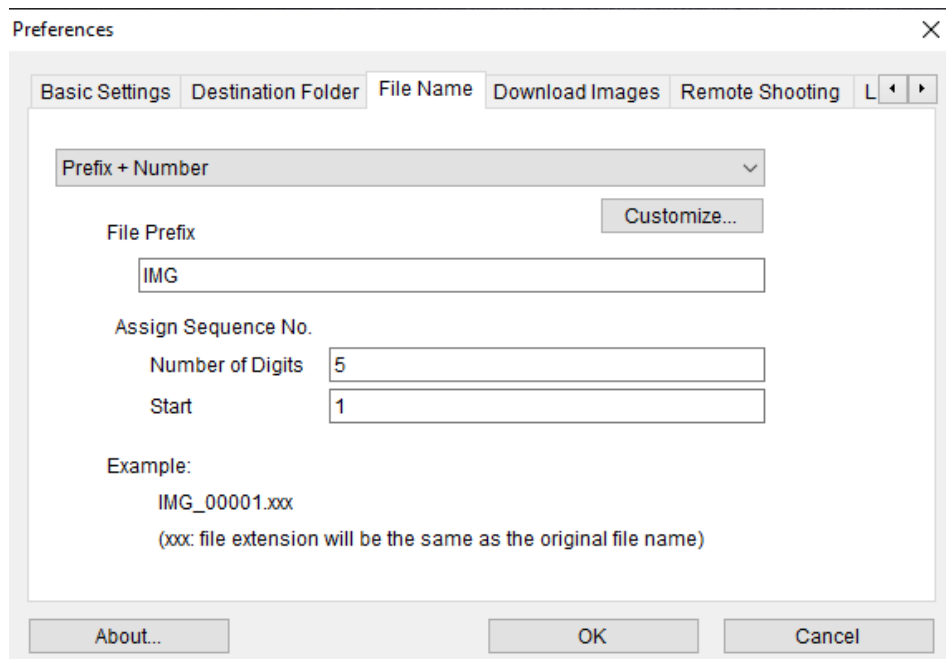 Preferences
Basic Settings Destination Folder File Name Download Images Remote Shooting L
Prefix + Number
Customize...
File Prefix
IMG
Assign Sequence No.
Number of Digits 5
Start 1
Example:
IMG_00001.xxx
(xxx: file extension will be the same as the original file name)
About... OK Cancel